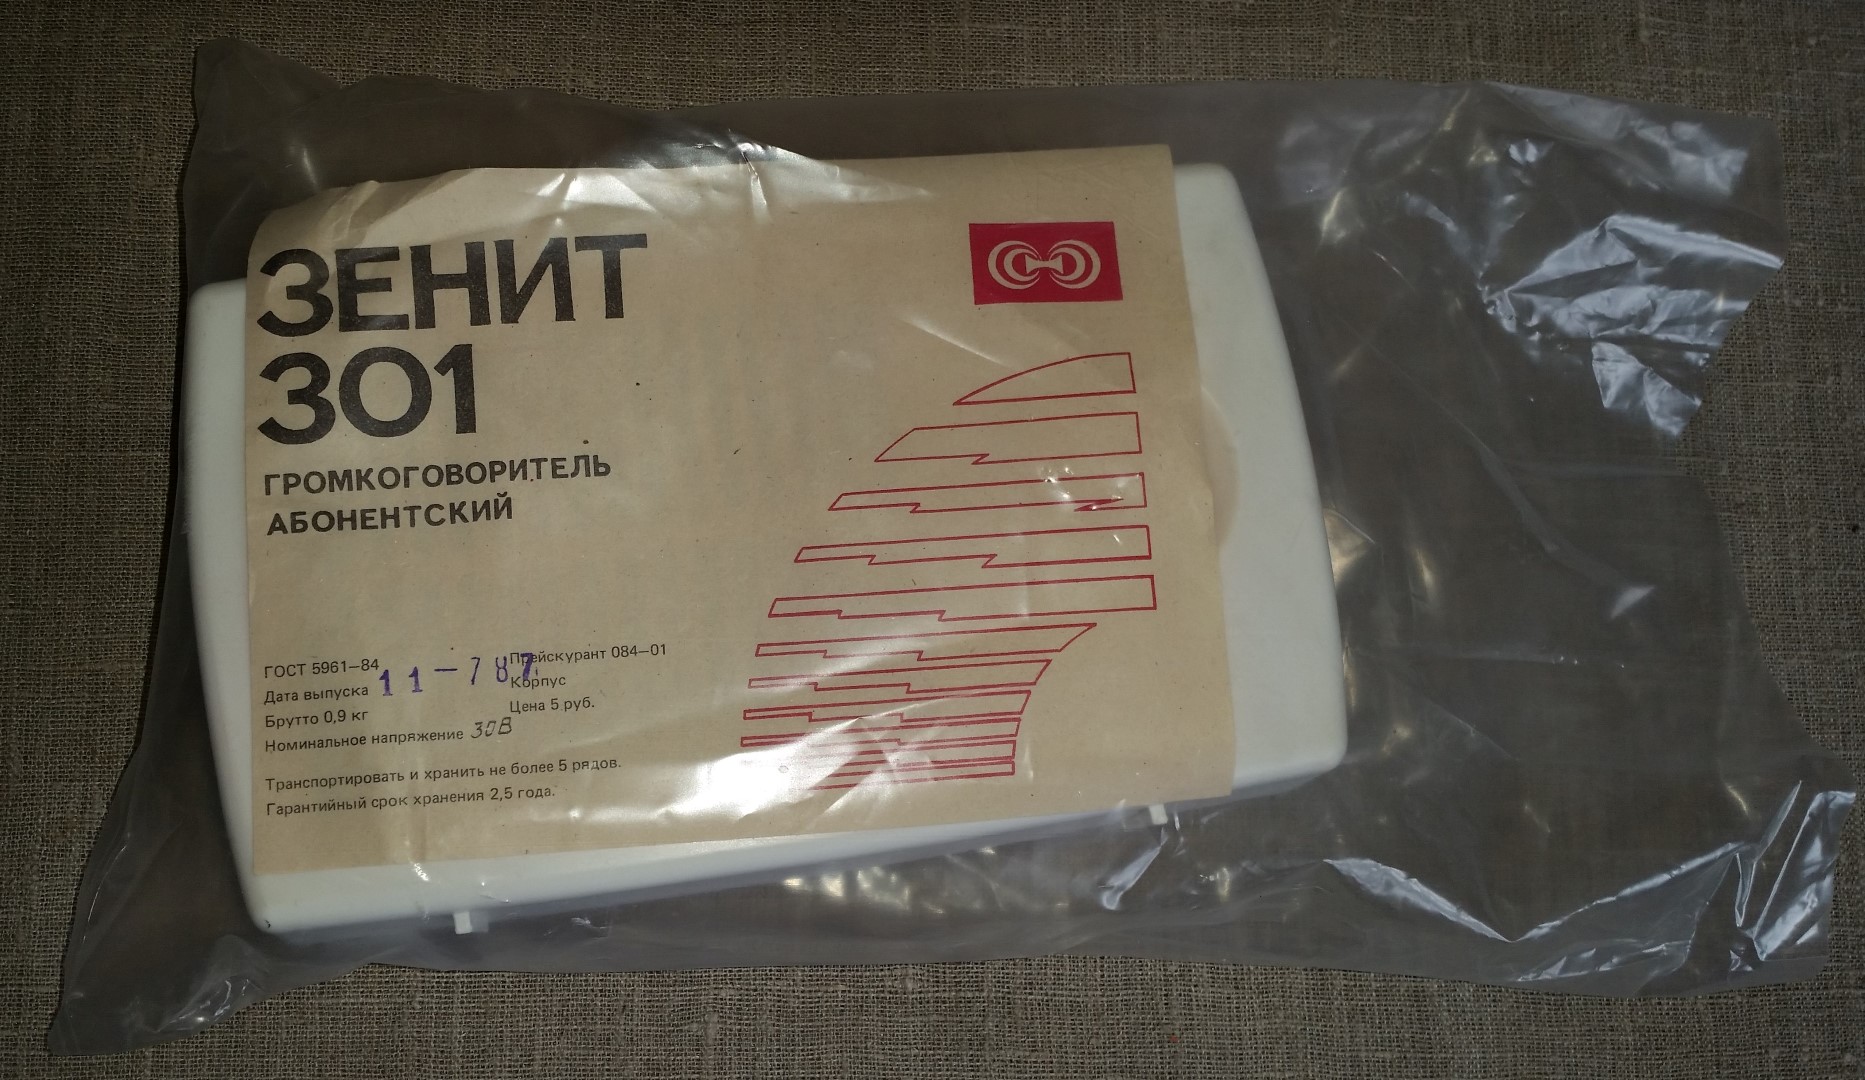 ЗЕНИТ
301
ГРОМКОГОВОРИТЕЛЬ
АБОНЕНТСКИЙ
ГОСТ 5961—84
Дата выпуска 11—787
Брутто 0,9 кг
Номинальное напряжение 30В
Прейскурант 084—01
Корпус
Цена 5 руб.
Транспортировать и хранить не более 5 рядов.
Гарантийный срок хранения 2,5 года.